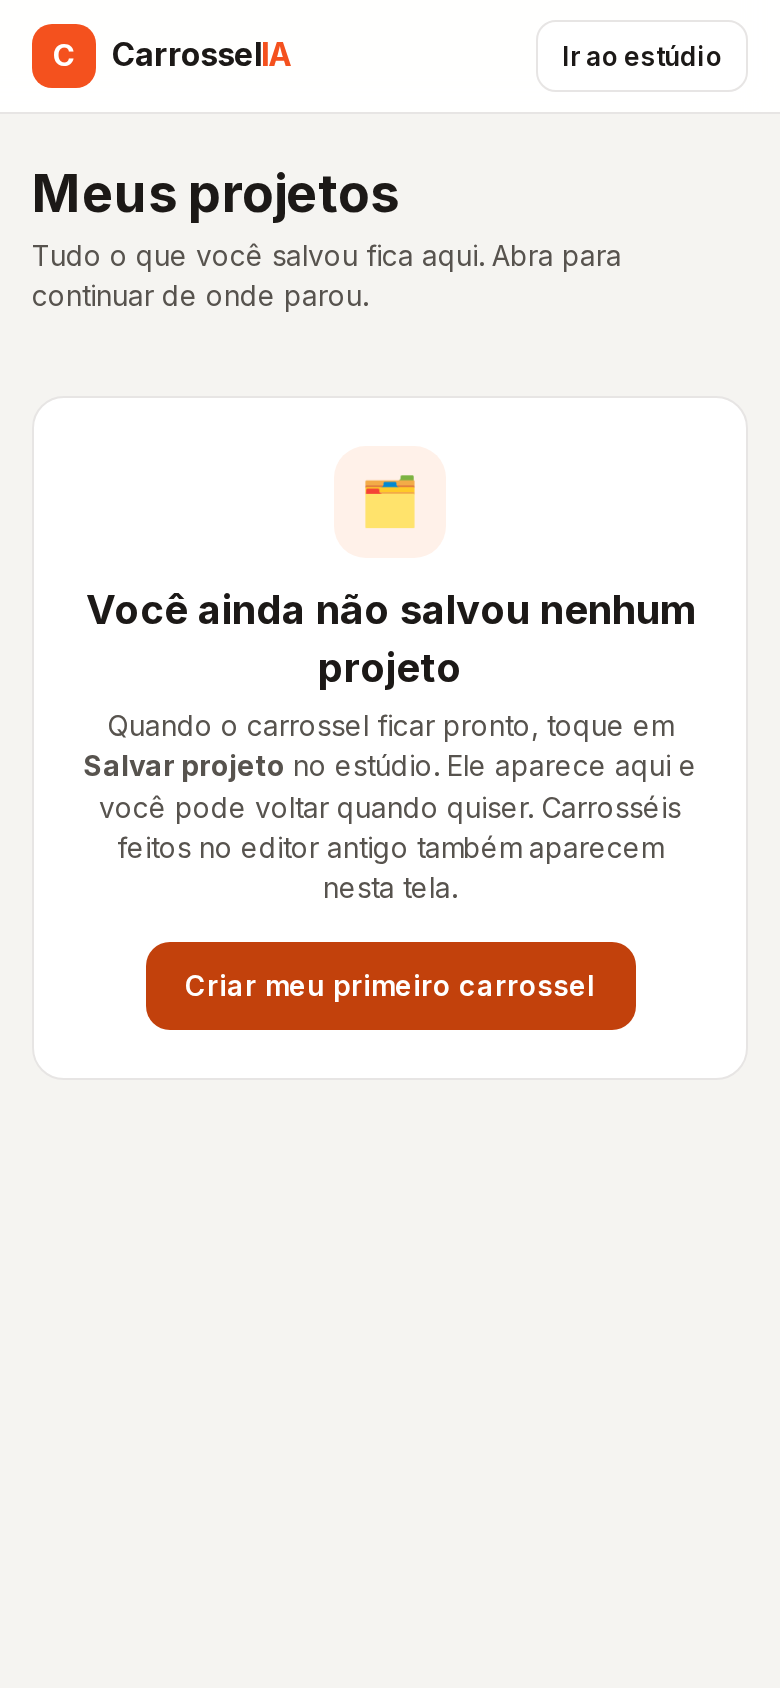 C CarrosselIA Ir ao estúdio
Meus projetos
Tudo o que você salvou fica aqui. Abra para
continuar de onde parou.
Você ainda não salvou nenhum
projeto
Quando o carrossel ficar pronto, toque em
Salvar projeto no estúdio. Ele aparece aqui e
você pode voltar quando quiser. Carrosséis
feitos no editor antigo também aparecem
nesta tela.
Criar meu primeiro carrossel